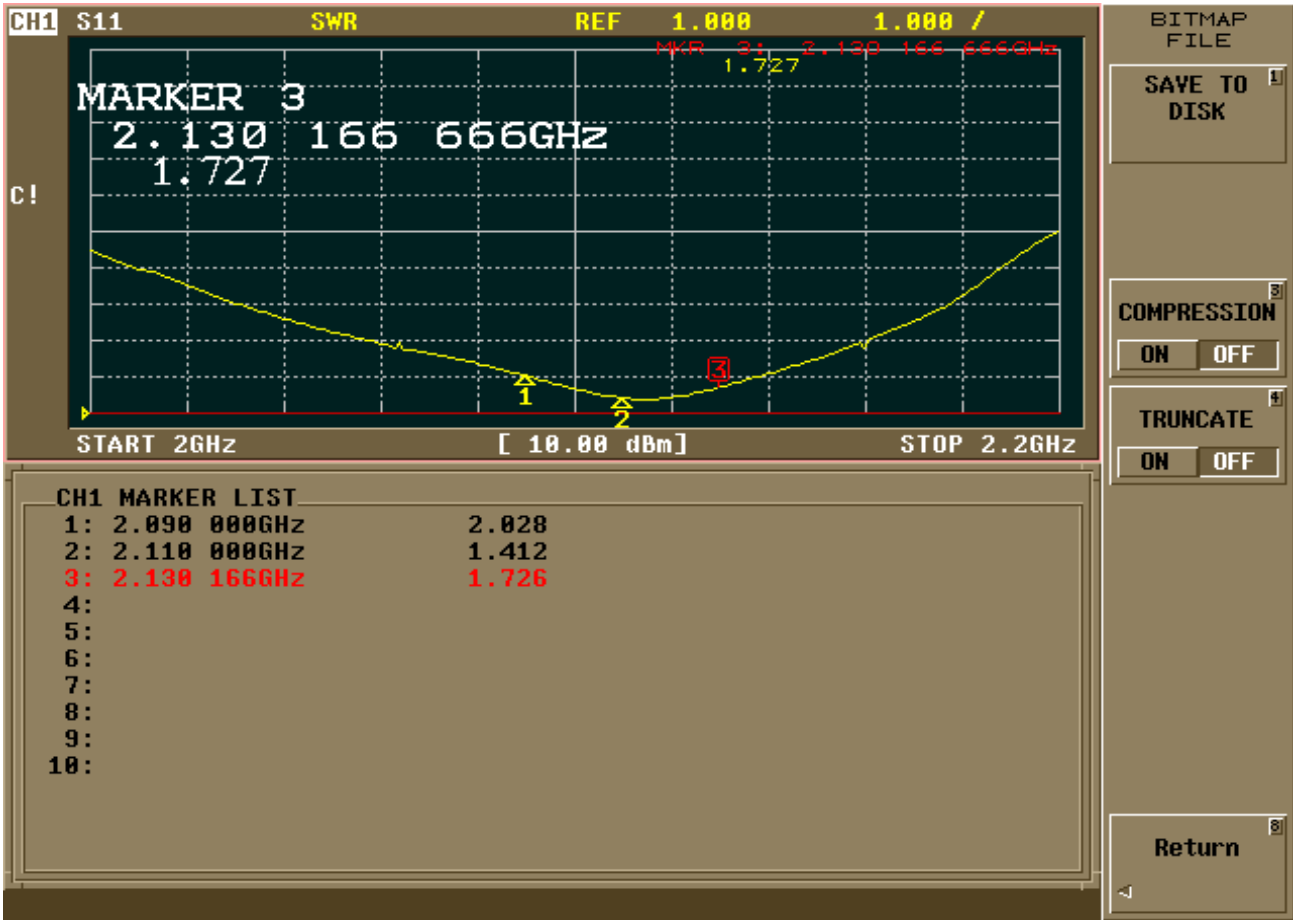 CH1 S11 SWR REF 1.000 1.000 /
MKR 3: 2.130 166 666GHz
1.727
MARKER 3
2.130 166 666GHz
1.727
C!
3
1
2
START 2GHz [ 10.00 dBm] STOP 2.2GHz
CH1 MARKER LIST
1: 2.090 000GHz 2.028
2: 2.110 000GHz 1.412
3: 2.130 166GHz 1.726
4:
5:
6:
7:
8:
9:
10:
BITMAP
FILE
1
SAVE TO
DISK
3
COMPRESSION
ON OFF
4
TRUNCATE
ON OFF
8
Return